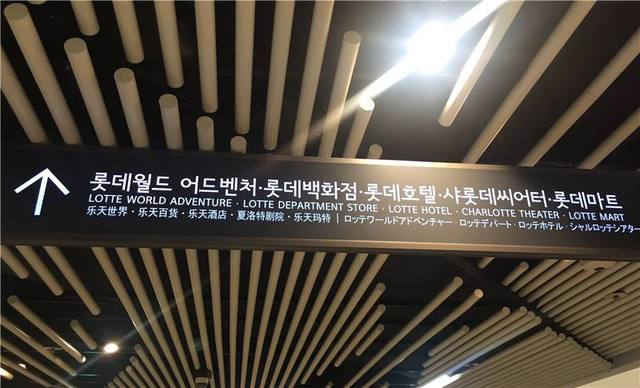 롯데월드 어드벤처·롯데백화점·롯데호텔·샤롯데씨어터·롯데마트
LOTTE WORLD ADVENTURE · LOTTE DEPARTMENT STORE · LOTTE HOTEL · CHARLOTTE THEATER · LOTTE MART
乐天世界 · 乐天百货 · 乐天酒店 · 夏洛特剧院 · 乐天玛特 | ロッテワールドアドベンチャー · ロッテデパート · ロッテホテル · シャルロッテシアター